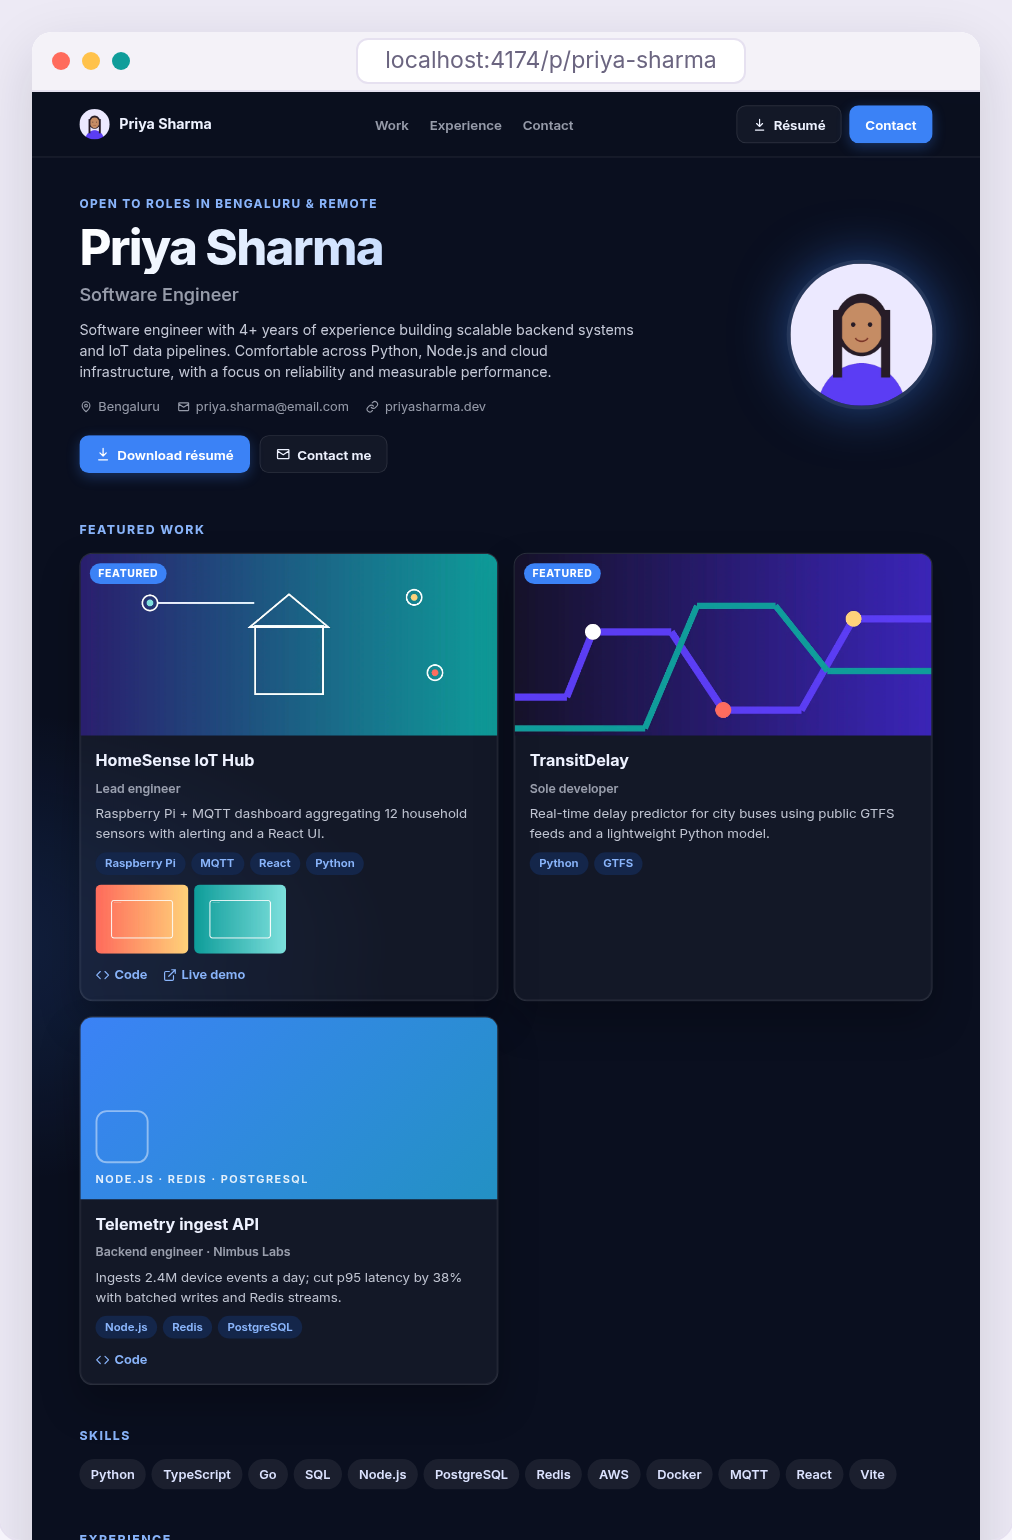 localhost:4174/p/priya-sharma
Priya Sharma
Work Experience Contact
Résumé
Contact
OPEN TO ROLES IN BENGALURU & REMOTE
Priya Sharma
Software Engineer
Software engineer with 4+ years of experience building scalable backend systems
and IoT data pipelines. Comfortable across Python, Node.js and cloud
infrastructure, with a focus on reliability and measurable performance.
Bengaluru priya.sharma@email.com priyasharma.dev
Download résumé Contact me
FEATURED WORK
FEATURED
HomeSense IoT Hub
Lead engineer
Raspberry Pi + MQTT dashboard aggregating 12 household
sensors with alerting and a React UI.
Raspberry Pi MQTT React Python
Code Live demo
FEATURED
TransitDelay
Sole developer
Real-time delay predictor for city buses using public GTFS
feeds and a lightweight Python model.
Python GTFS
NODE.JS · REDIS · POSTGRESQL
Telemetry ingest API
Backend engineer · Nimbus Labs
Ingests 2.4M device events a day; cut p95 latency by 38%
with batched writes and Redis streams.
Node.js Redis PostgreSQL
Code
SKILLS
Python TypeScript Go SQL Node.js PostgreSQL Redis AWS Docker MQTT React Vite
EXPERIENCE